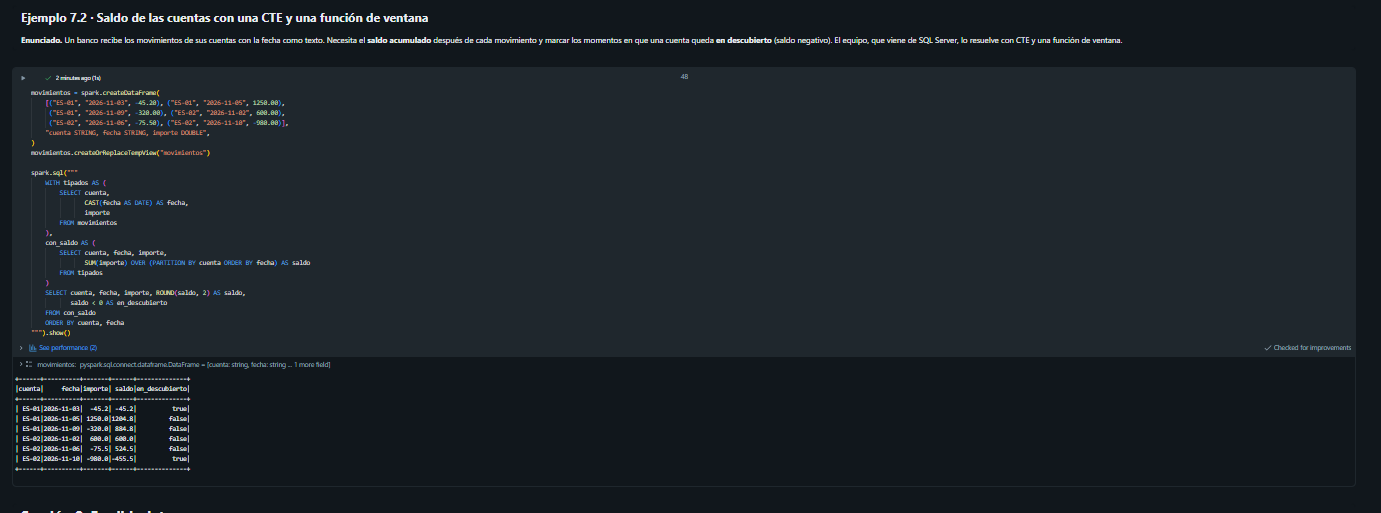 Ejemplo 7.2 · Saldo de las cuentas con una CTE y una función de ventana
Enunciado. Un banco recibe los movimientos de sus cuentas con la fecha como texto. Necesita el saldo acumulado después de cada movimiento y marcar los momentos en que una cuenta queda en descubierto (saldo negativo). El equipo, que viene de SQL Server, lo resuelve con CTE y una función de ventana.
2 minutes ago (1s)
48
movimientos = spark.createDataFrame(
    [("ES-01", "2026-11-03", -45.20), ("ES-01", "2026-11-05", 1250.00),
     ("ES-01", "2026-11-09", -320.00), ("ES-02", "2026-11-02", 600.00),
     ("ES-02", "2026-11-06", -75.50), ("ES-02", "2026-11-10", -980.00)],
    "cuenta STRING, fecha STRING, importe DOUBLE",
)
movimientos.createOrReplaceTempView("movimientos")
spark.sql("""
    WITH tipados AS (
        SELECT cuenta,
               CAST(fecha AS DATE) AS fecha,
               importe
        FROM movimientos
    ),
    con_saldo AS (
        SELECT cuenta, fecha, importe,
               SUM(importe) OVER (PARTITION BY cuenta ORDER BY fecha) AS saldo
        FROM tipados
    )
    SELECT cuenta, fecha, importe, ROUND(saldo, 2) AS saldo,
           saldo < 0 AS en_descubierto
    FROM con_saldo
    ORDER BY cuenta, fecha
""").show()
See performance (2)
Checked for improvements
movimientos: pyspark.sql.connect.dataframe.DataFrame = [cuenta: string, fecha: string ... 1 more field]
+------+----------+-------+------+--------------+
|cuenta|     fecha|importe| saldo|en_descubierto|
+------+----------+-------+------+--------------+
| ES-01|2026-11-03|  -45.2| -45.2|          true|
| ES-01|2026-11-05| 1250.0|1204.8|         false|
| ES-01|2026-11-09| -320.0| 884.8|         false|
| ES-02|2026-11-02|  600.0| 600.0|         false|
| ES-02|2026-11-06|  -75.5| 524.5|         false|
| ES-02|2026-11-10| -980.0|-455.5|          true|
+------+----------+-------+------+--------------+